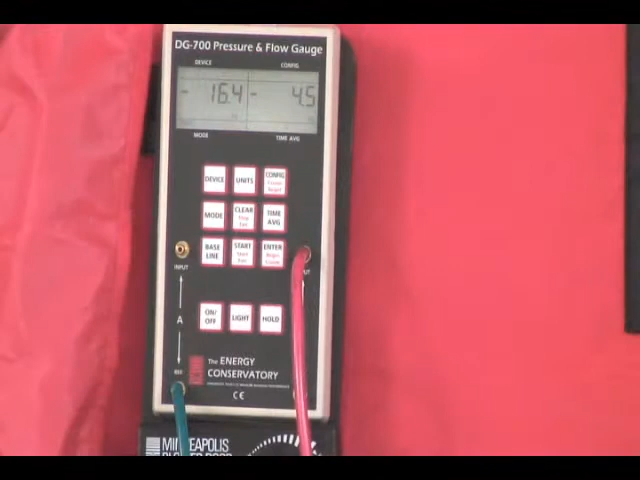 DG-700 Pressure & Flow Gauge
DEVICE CONFIG
- 16.4 - 4.5
MODE TIME AVG
DEVICE UNITS CONFIG
MODE CLEAR TIME AVG
BASE LINE START ENTER
INPUT
A
ON/OFF LIGHT HOLD
REF
The ENERGY
CONSERVATORY
CE
MINNEAPOLIS